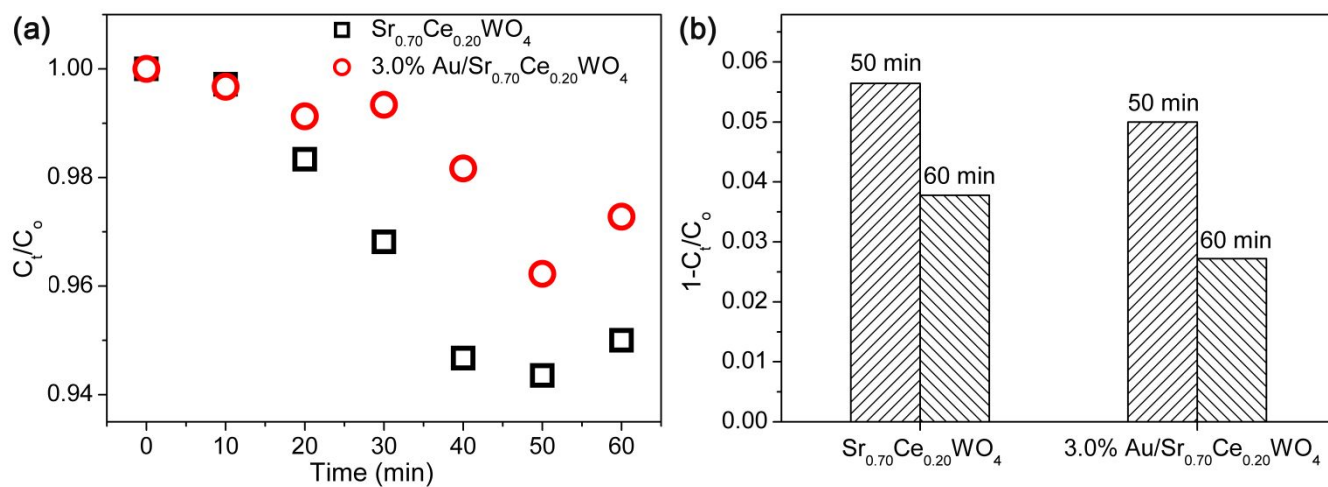 (a)
Sr0.70Ce0.20WO4
3.0% Au/Sr0.70Ce0.20WO4
1.00
0.98
0.96
0.94
Ct/Co
0 10 20 30 40 50 60
Time (min)
(b)
0.06
0.05
0.04
0.03
0.02
0.01
0.00
1-Ct/Co
50 min
60 min
50 min
60 min
Sr0.70Ce0.20WO4 3.0% Au/Sr0.70Ce0.20WO4